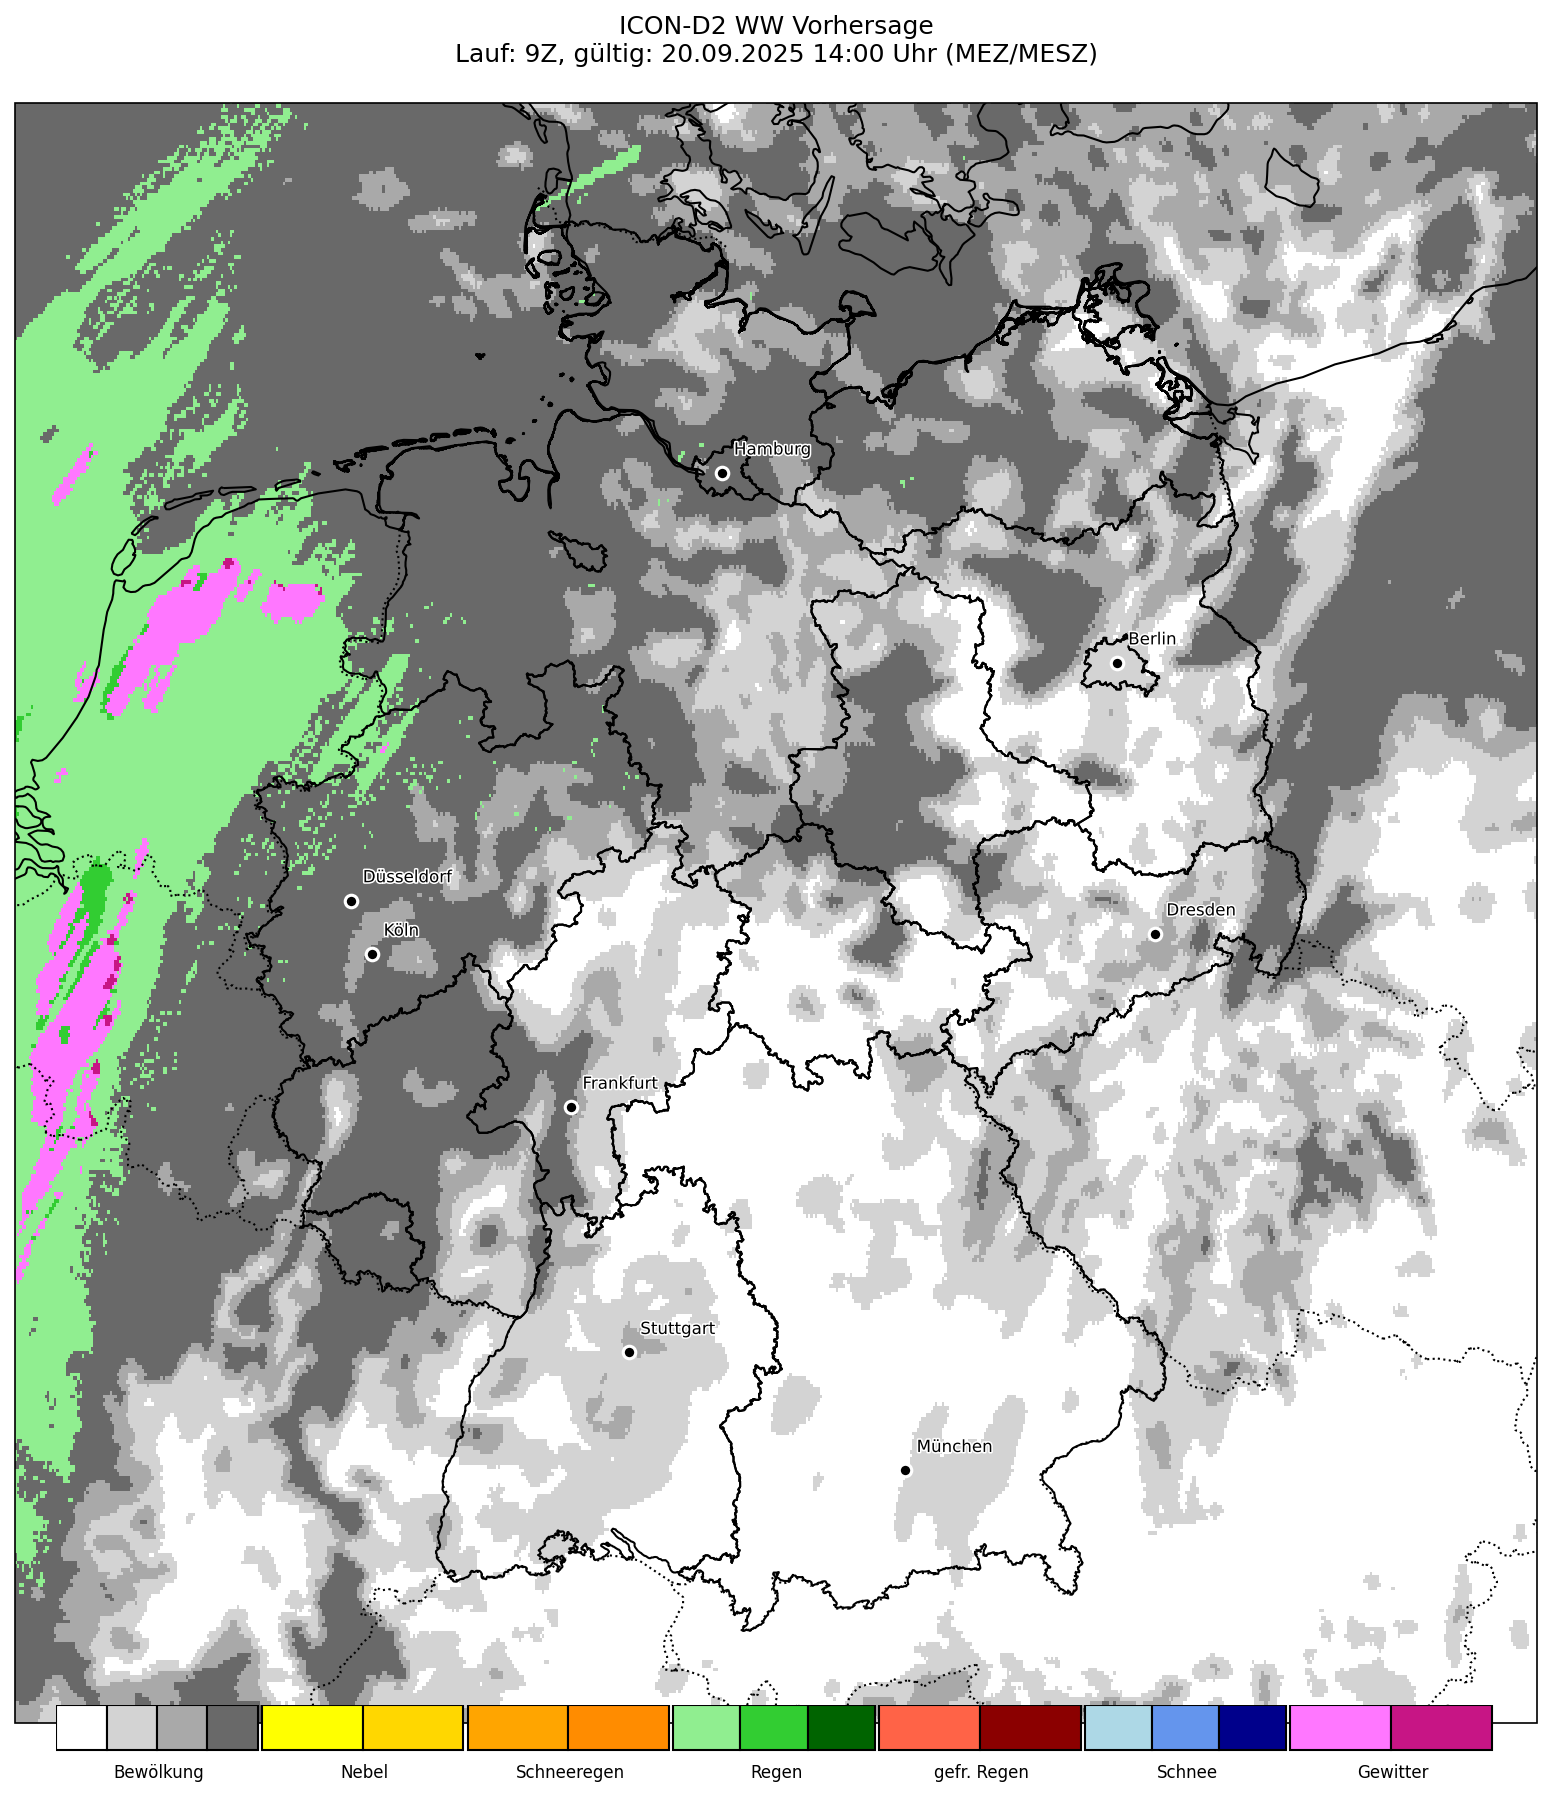 ICON-D2 WW Vorhersage
Lauf: 9Z, gültig: 20.09.2025 14:00 Uhr (MEZ/MESZ)
Hamburg
Berlin
Düsseldorf
Dresden
Köln
Frankfurt
Stuttgart
München
Bewölkung
Nebel
Schneeregen
Regen
gefr. Regen
Schnee
Gewitter